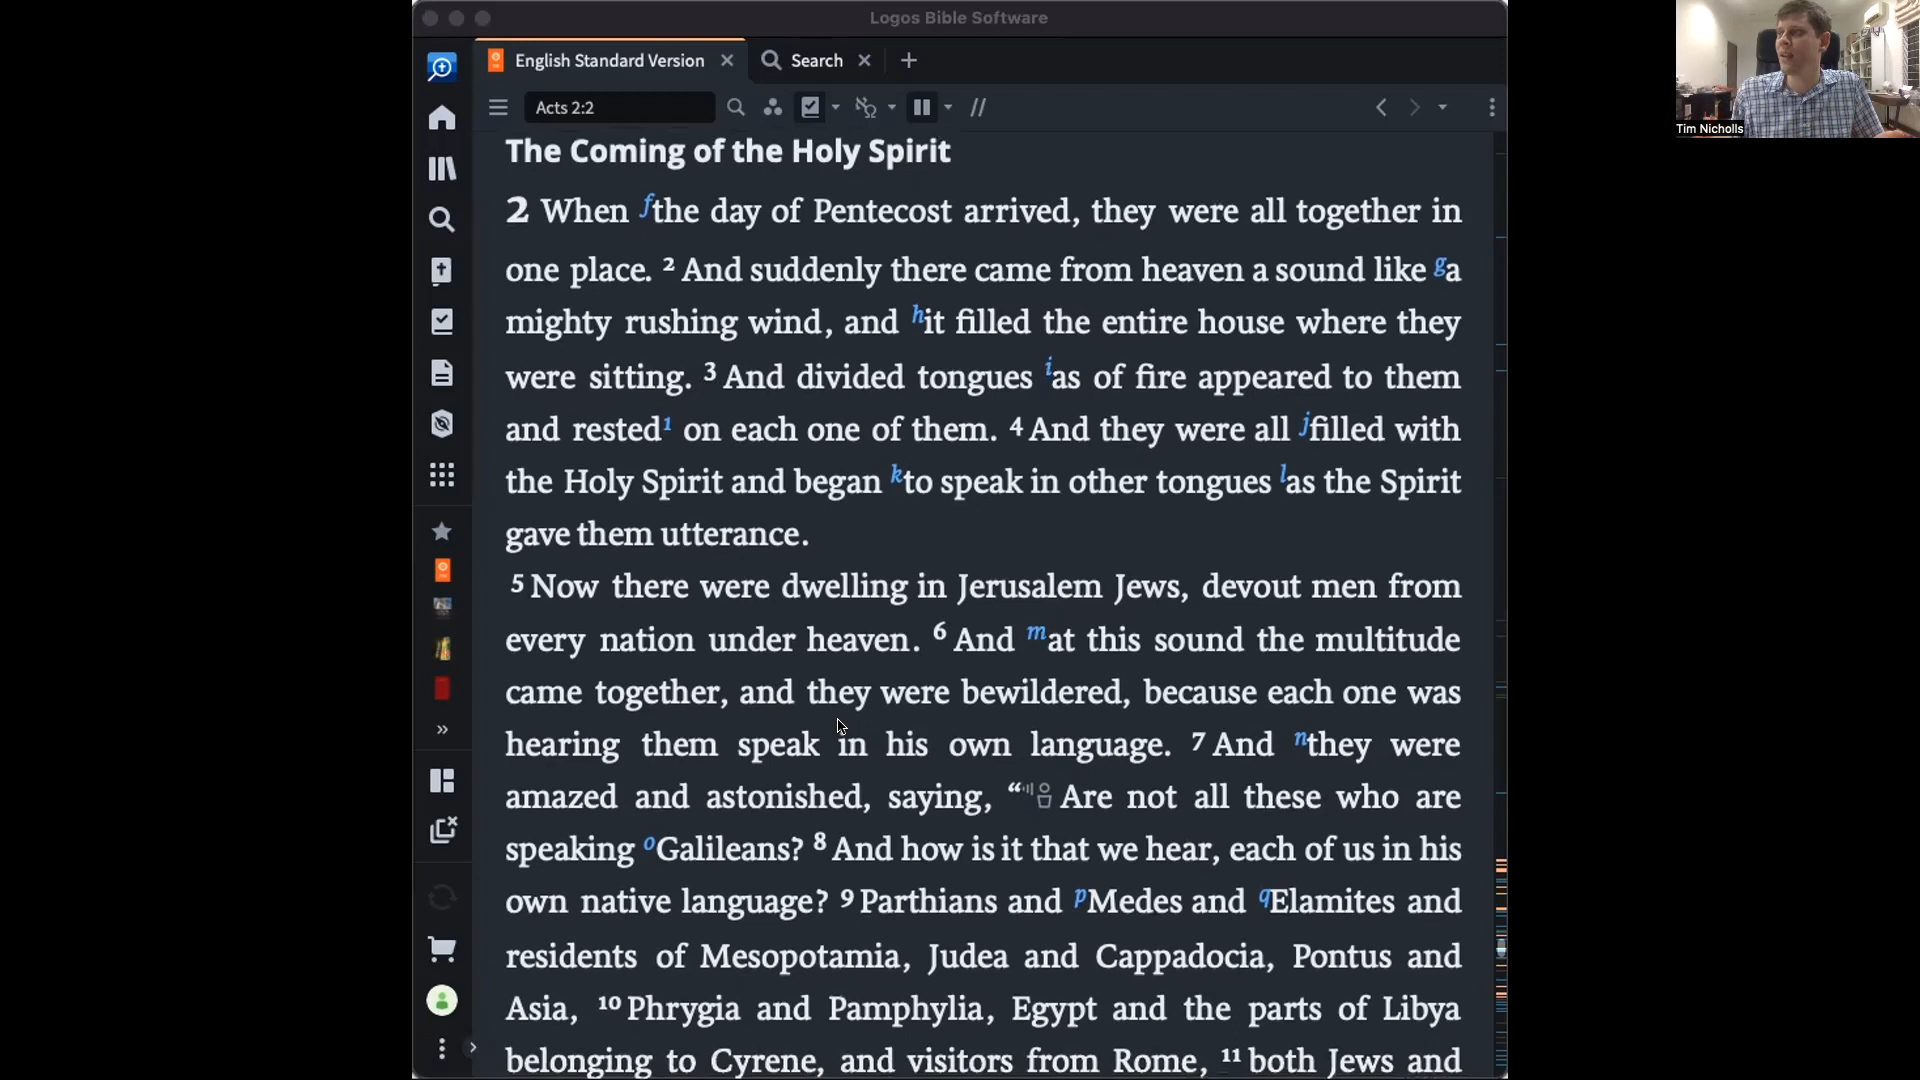 Logos Bible Software
English Standard Version
Search
Acts 2:2
Tim Nicholls
The Coming of the Holy Spirit
2 When fthe day of Pentecost arrived, they were all together in
one place. 2 And suddenly there came from heaven a sound like ga
mighty rushing wind, and hit filled the entire house where they
were sitting. 3 And divided tongues ias of fire appeared to them
and rested1 on each one of them. 4 And they were all jfilled with
the Holy Spirit and began kto speak in other tongues las the Spirit
gave them utterance.
5 Now there were dwelling in Jerusalem Jews, devout men from
every nation under heaven. 6 And mat this sound the multitude
came together, and they were bewildered, because each one was
hearing them speak in his own language. 7 And nthey were
amazed and astonished, saying, “Are not all these who are
speaking oGalileans? 8 And how is it that we hear, each of us in his
own native language? 9 Parthians and pMedes and qElamites and
residents of Mesopotamia, Judea and Cappadocia, Pontus and
Asia, 10 Phrygia and Pamphylia, Egypt and the parts of Libya
belonging to Cyrene, and visitors from Rome, 11 both Jews and